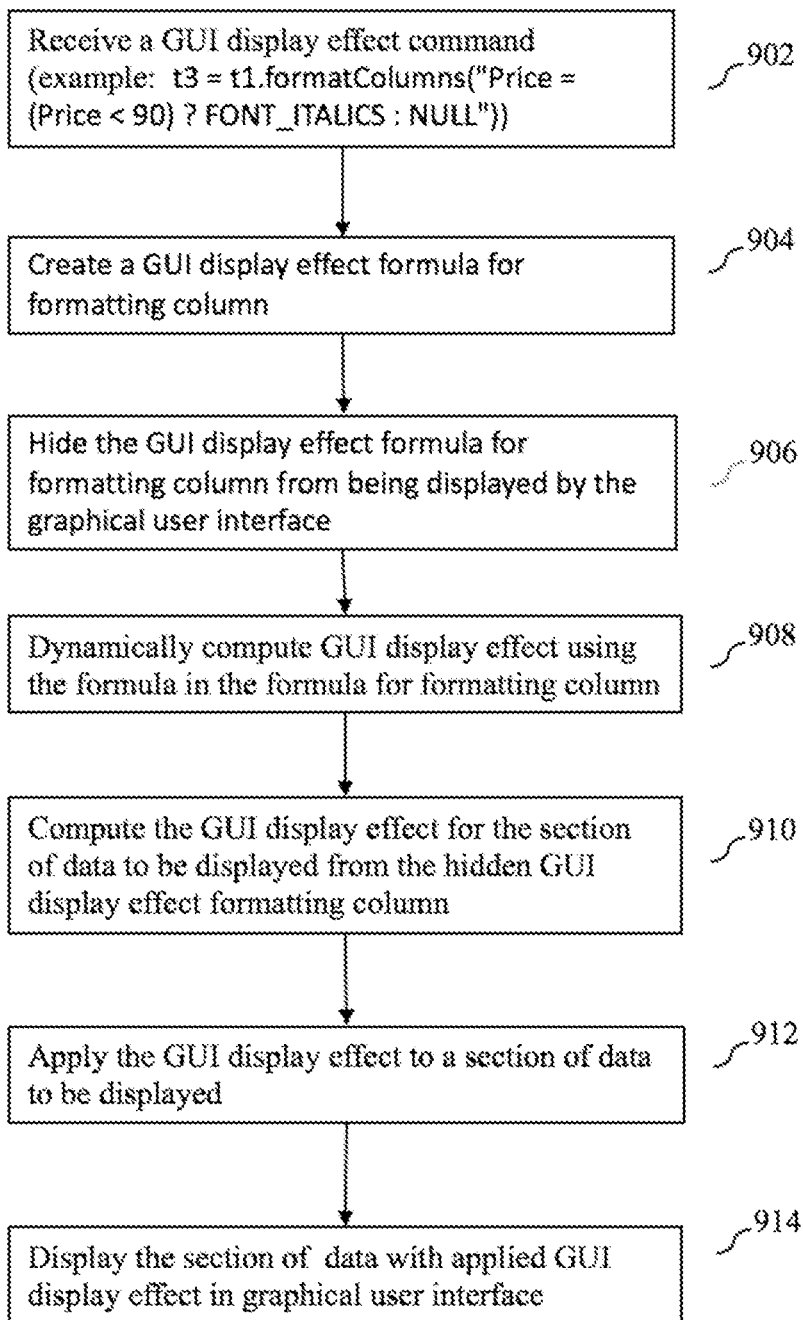 Receive a GUI display effect command
(example: t3 = t1.formatColumns("Price =
(Price < 90) ? FONT_ITALICS : NULL"))
902
Create a GUI display effect formula for
formatting column
904
Hide the GUI display effect formula for
formatting column from being displayed by the
graphical user interface
906
Dynamically compute GUI display effect using
the formula in the formula for formatting column
908
Compute the GUI display effect for the section
of data to be displayed from the hidden GUI
display effect formatting column
910
Apply the GUI display effect to a section of data
to be displayed
912
Display the section of data with applied GUI
display effect in graphical user interface
914